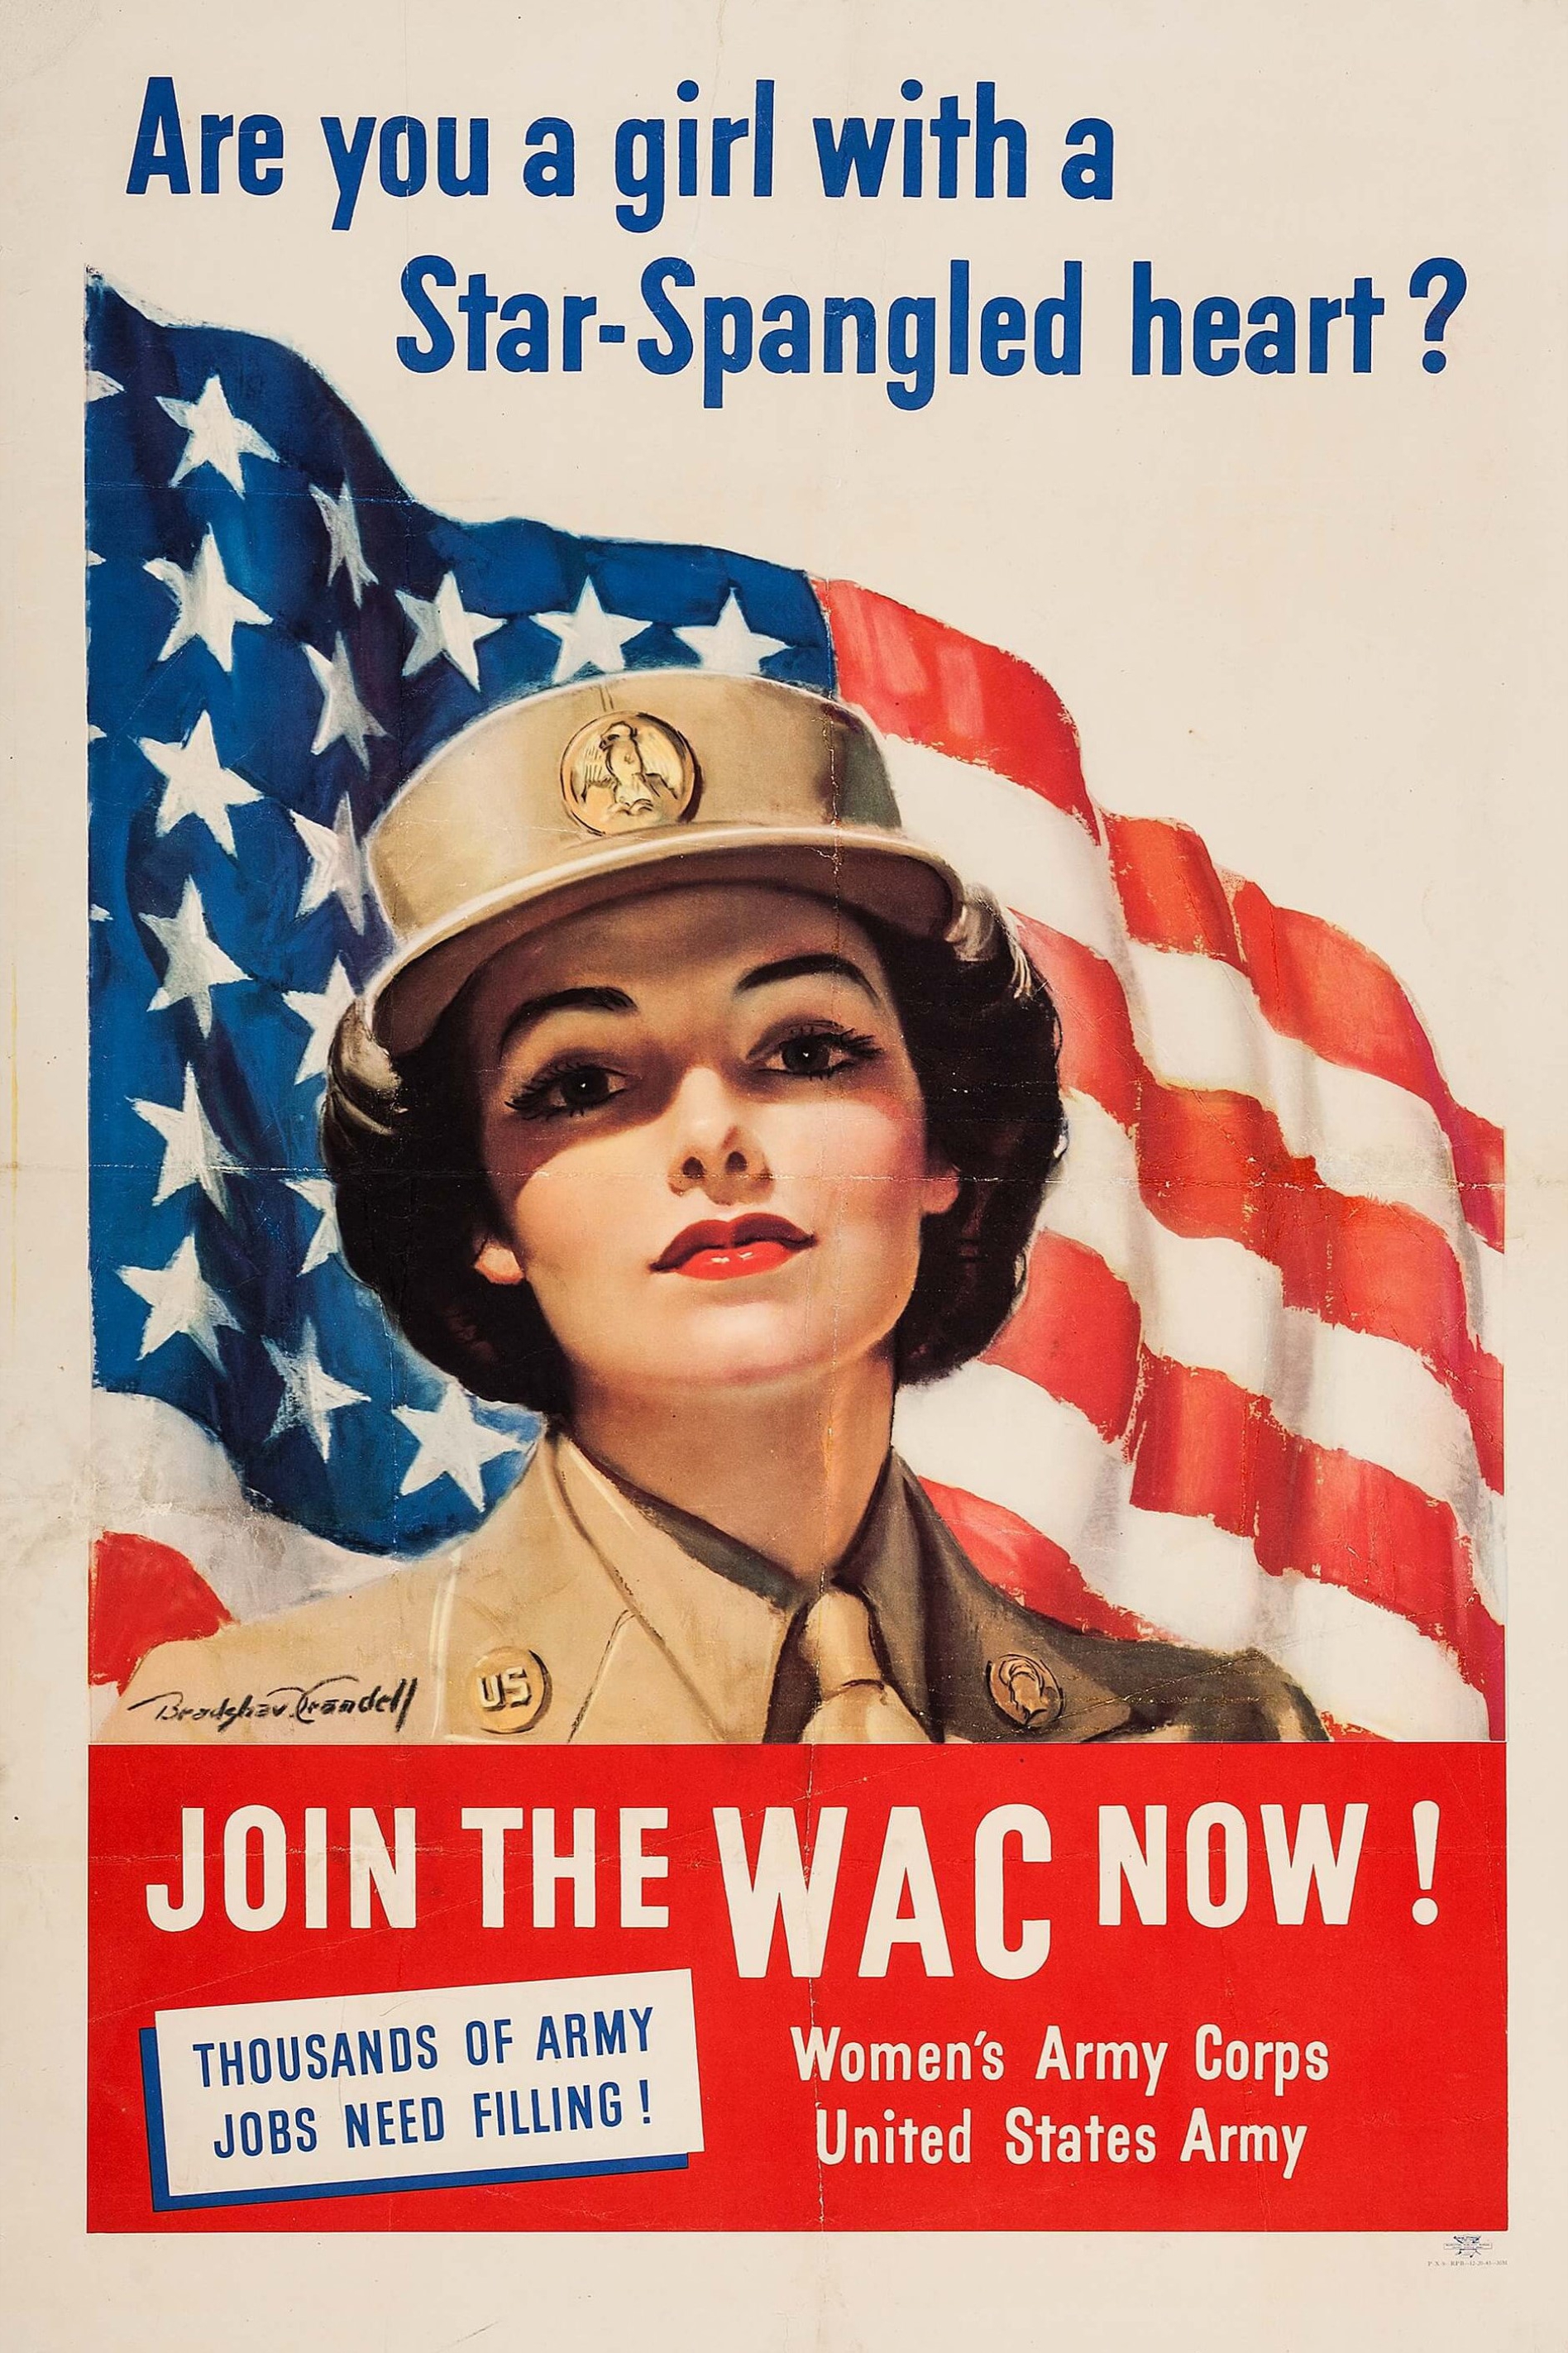 Are you a girl with a
Star-Spangled heart?
Bradshaw Crandell
US
JOIN THE WAC NOW!
THOUSANDS OF ARMY
JOBS NEED FILLING!
Women's Army Corps
United States Army